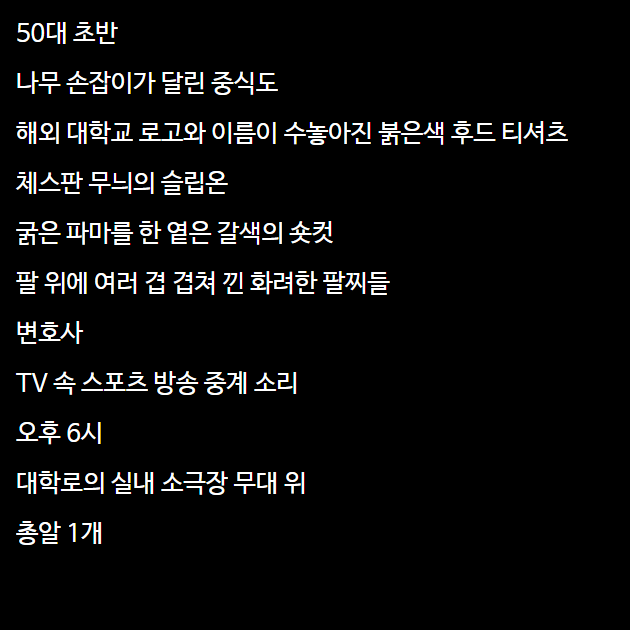 50대 초반
나무 손잡이가 달린 중식도
해외 대학교 로고와 이름이 수놓아진 붉은색 후드 티셔츠
체스판 무늬의 슬립온
굵은 파마를 한 옅은 갈색의 숏컷
팔 위에 여러 겹 겹쳐 낀 화려한 팔찌들
변호사
TV 속 스포츠 방송 중계 소리
오후 6시
대학로의 실내 소극장 무대 위
총알 1개